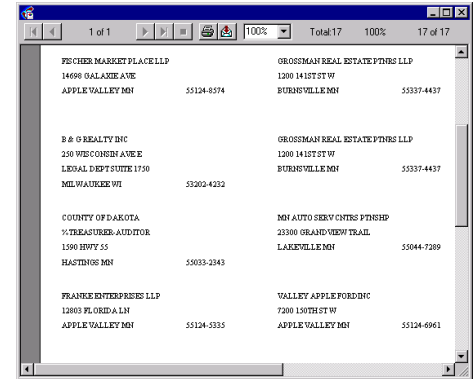 1 of 1
100%
Total:17
100%
17 of 17
FISCHER MARKET PLACE LLP
14698 GALAXIE AVE
APPLE VALLEY MN 55124-8574
GROSSMAN REAL ESTATE PTNRS LLP
1200 141ST ST W
BURNSVILLE MN 55337-4437
B & G REALTY INC
250 WISCONSIN AVE E
LEGAL DEPT SUITE 1750
MILWAUKEE WI 53202-4232
GROSSMAN REAL ESTATE PTNRS LLP
1200 141ST ST W
BURNSVILLE MN 55337-4437
COUNTY OF DAKOTA
% TREASURER-AUDITOR
1590 HWY 55
HASTINGS MN 55033-2343
MN AUTO SERV CNTRS PTNSHP
23300 GRANDVIEW TRAIL
LAKEVILLE MN 55044-7289
FRANKE ENTERPRISES LLP
12803 FLORIDA LN
APPLE VALLEY MN 55124-5335
VALLEY APPLE FORD INC
7200 150TH ST W
APPLE VALLEY MN 55124-6961